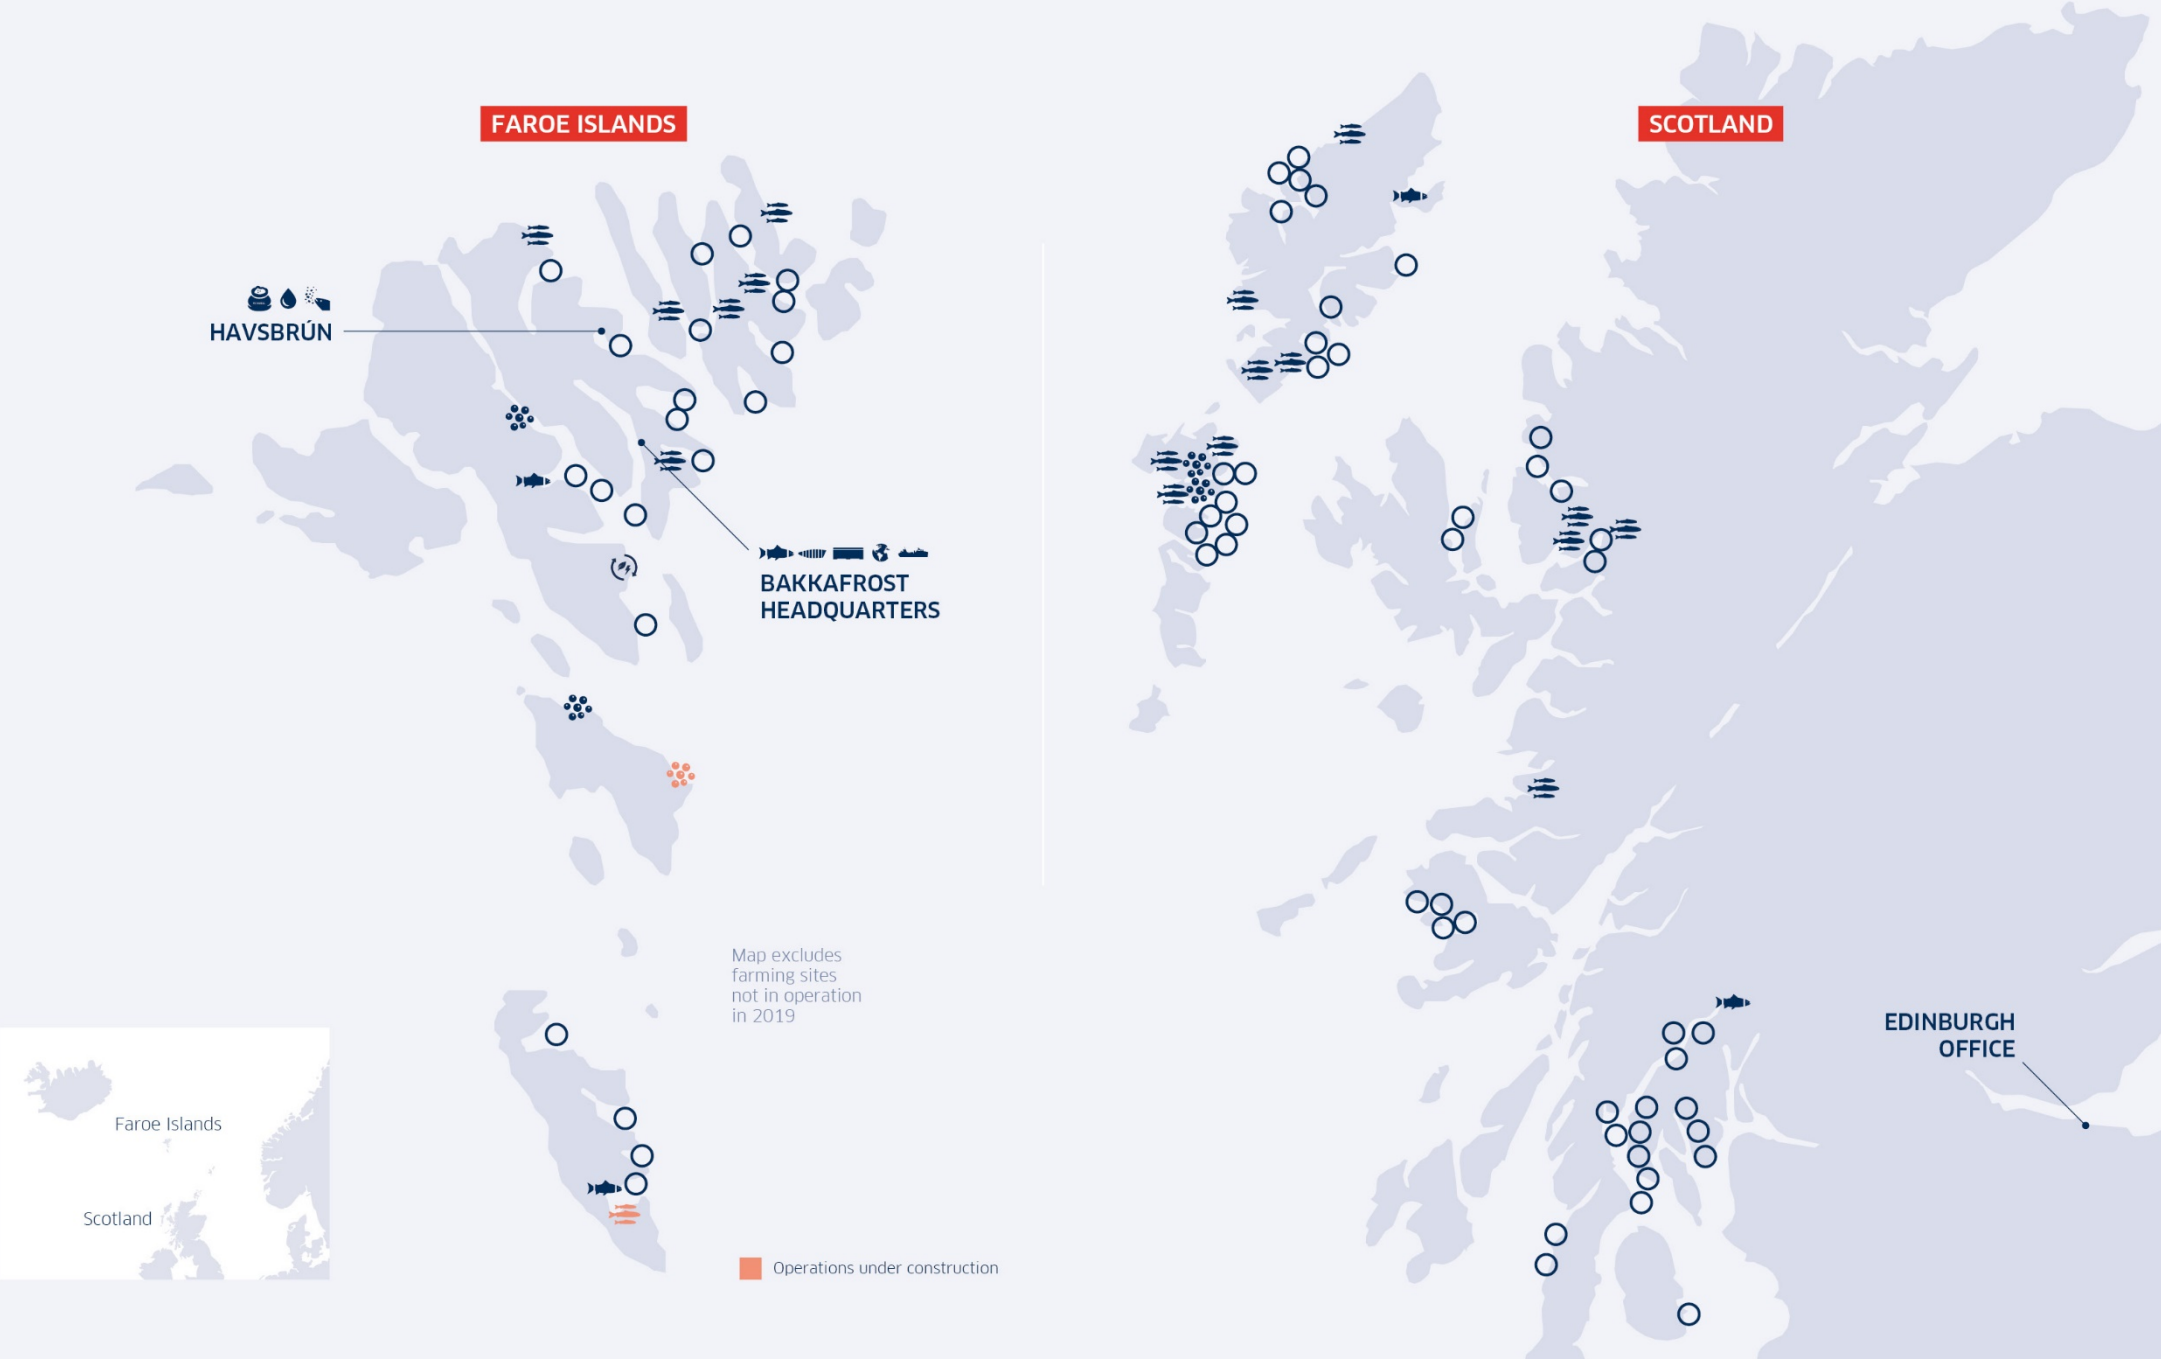 FAROE ISLANDS
SCOTLAND
HAVSBRÚN
BAKKAFROST
HEADQUARTERS
Map excludes
farming sites
not in operation
in 2019
EDINBURGH
OFFICE
Faroe Islands
Scotland
Operations under construction